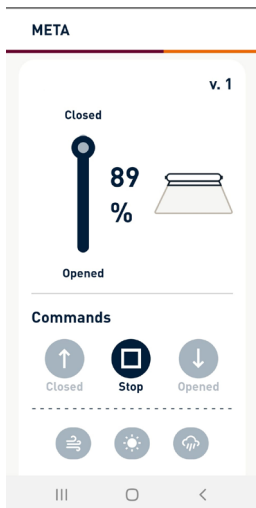 META
v. 1
Closed
89
%
Opened
Commands
Closed Stop Opened